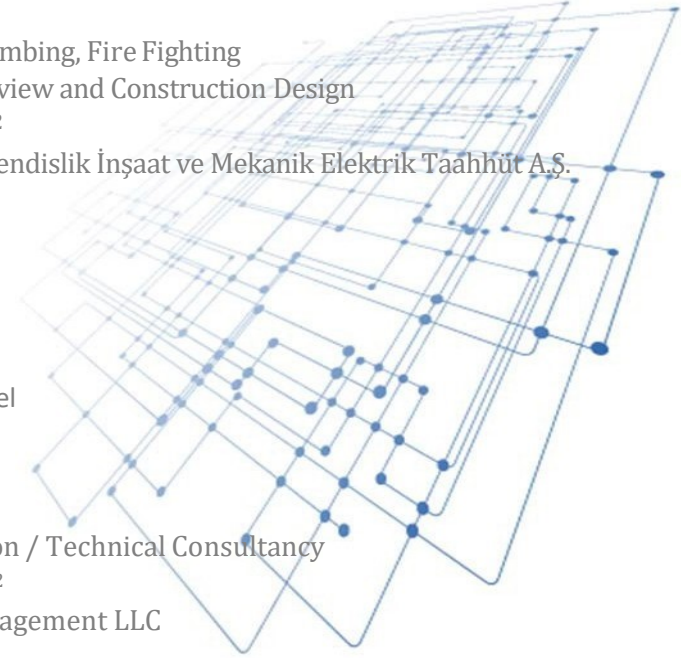 mbing, Fire Fighting
view and Construction Design
2
endislik İnşaat ve Mekanik Elektrik Taahhüt A.Ş.
el
on / Technical Consultancy
2
agement LLC